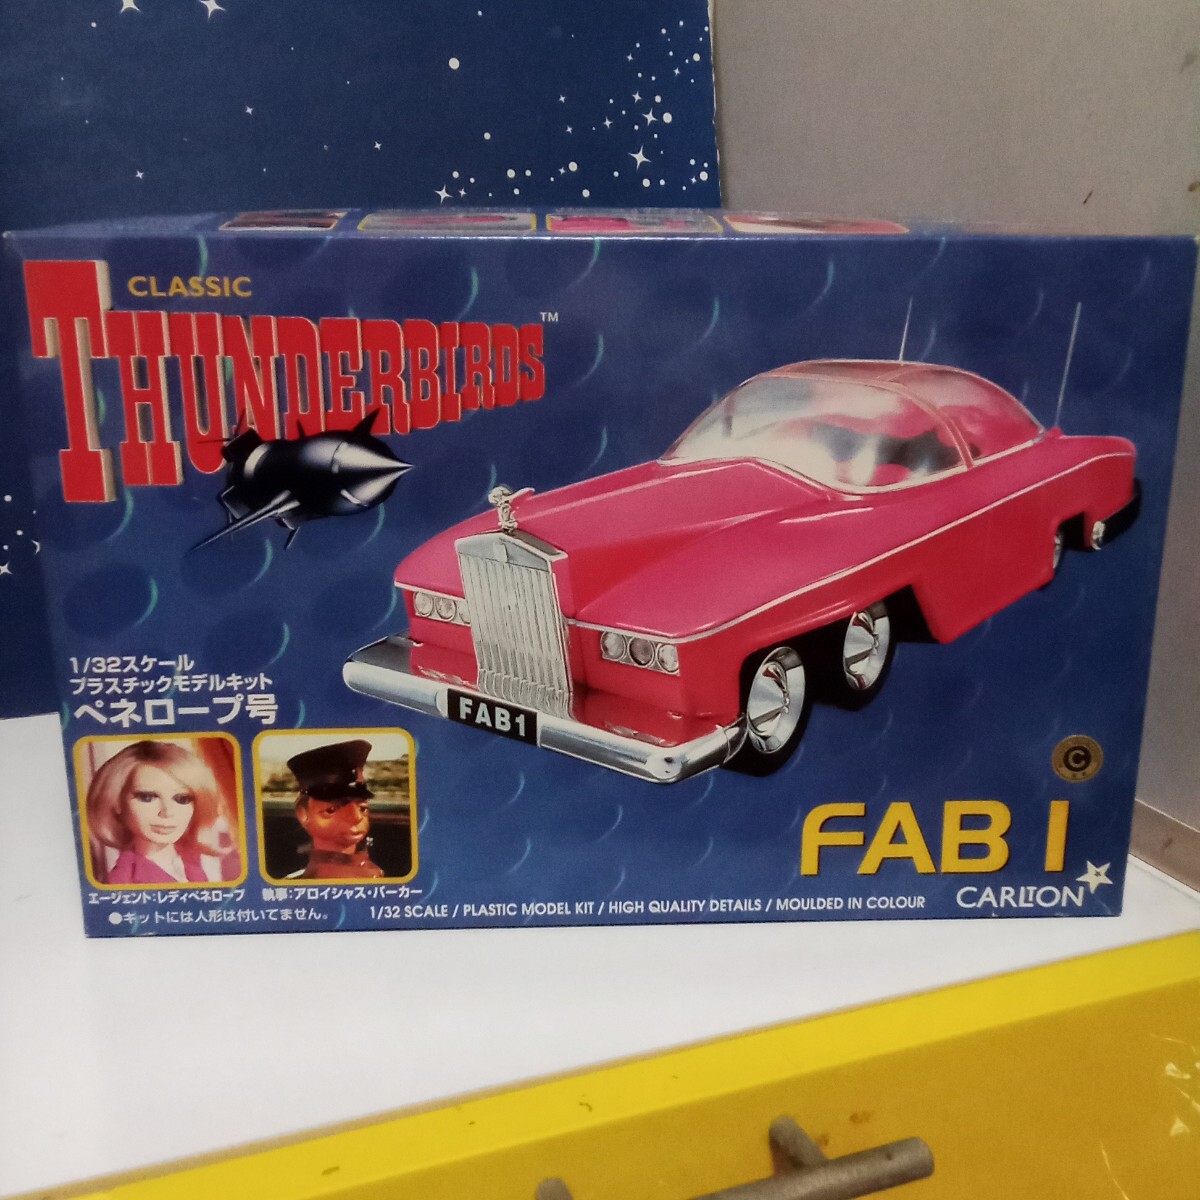 CLASSIC
THUNDERBIRDS™
1/32スケール
プラスチックモデルキット
ペネロープ号
FAB1
エージェント:レディペネロープ
執事:アロイシャス・パーカー
●キットには人形は付いてません。
1/32 SCALE / PLASTIC MODEL KIT / HIGH QUALITY DETAILS / MOULDED IN COLOUR
C
FAB 1
CARLTON